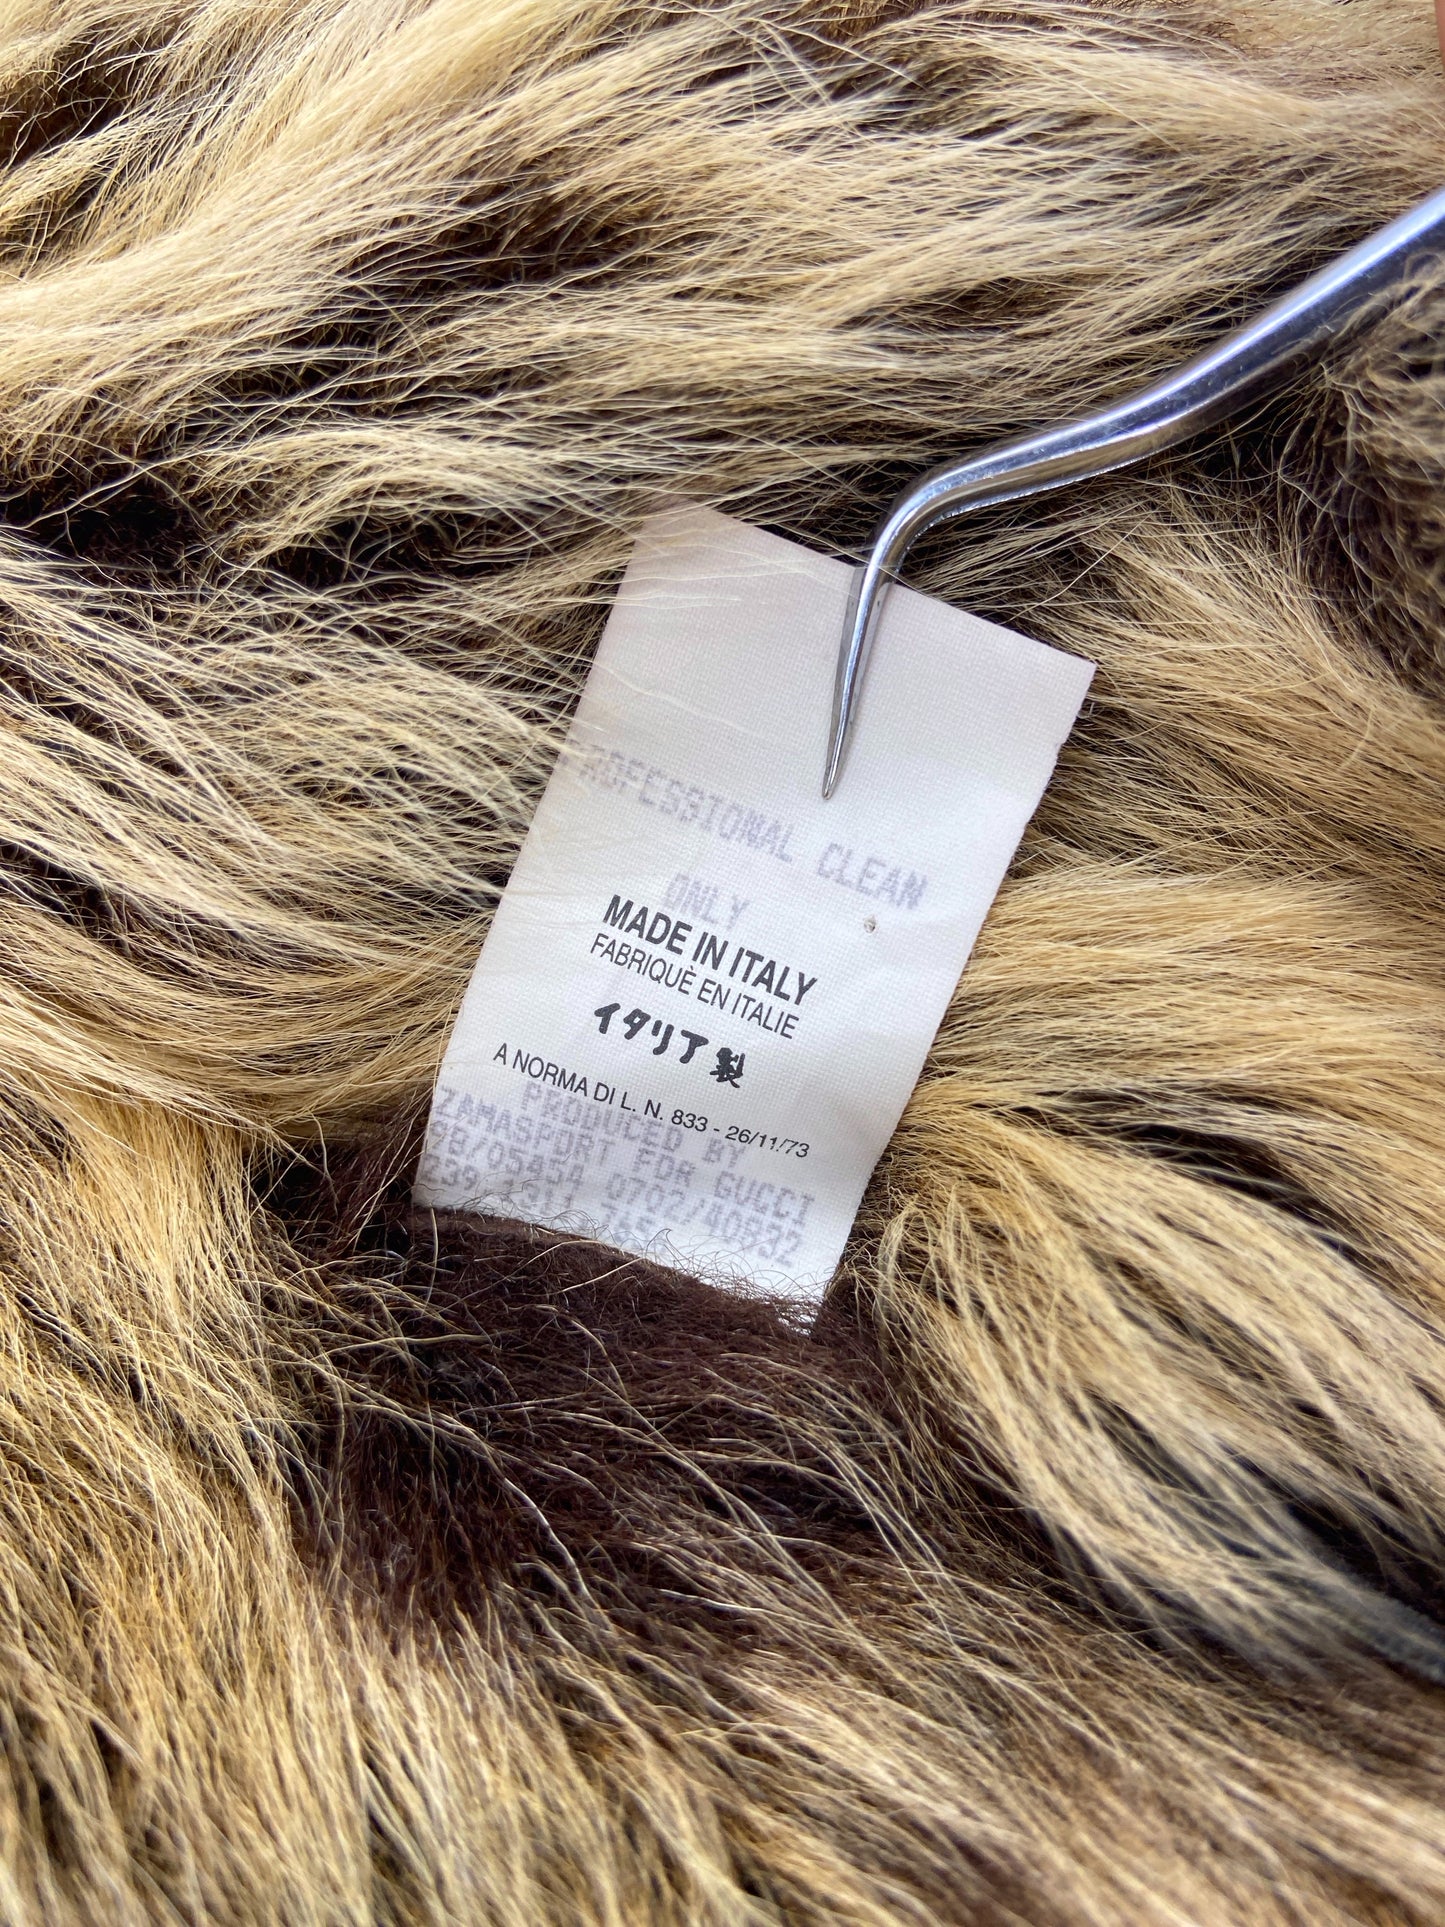 PROFESSIONAL CLEAN
ONLY
MADE IN ITALY
FABRIQUÈ EN ITALIE
イタリア製
A NORMA DI L. N. 833 - 26/11/73
PRODUCED BY
ZAMASPORT FOR GUCCI
98/05454 0702/40832